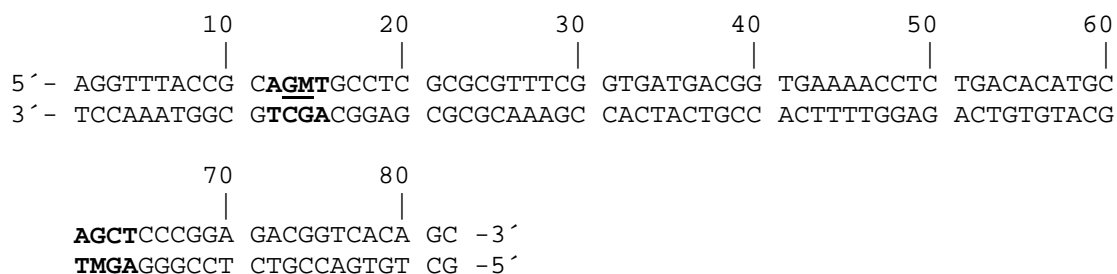 10 20 30 40 50 60
| | | | | |
5´- AGGTTTACCG CAGMTGCCTC GCGCGTTTCG GTGATGACGG TGAAAACCTC TGACACATGC
3´- TCCAAATGGC GTCGACGGAG CGCGCAAAGC CACTACTGCC ACTTTTGGAG ACTGTGTACG
70 80
| |
AGCTCCCGGA GACGGTCACA GC -3´
TMGAGGGCCT CTGCCAGTGT CG -5´